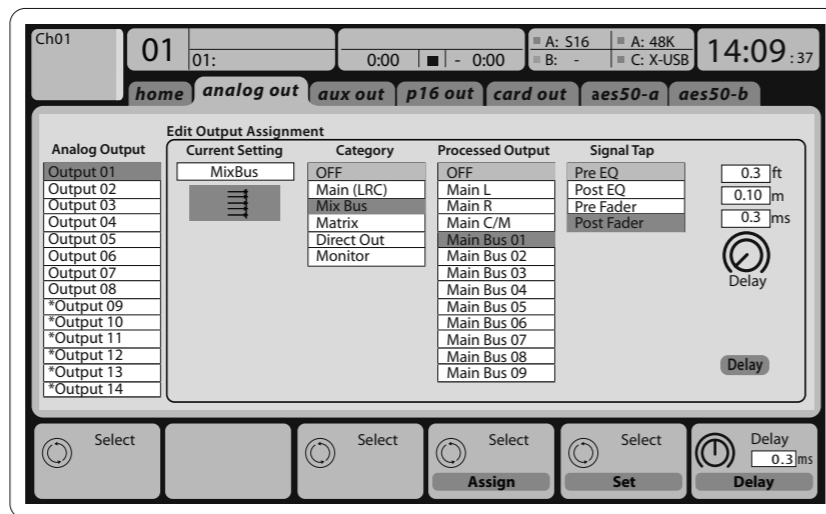 Ch01
01
01:
0:00 - 0:00
A: S16
B: -
A: 48K
C: X-USB
14:09 :37
home analog out aux out p16 out card out aes50-a aes50-b
Edit Output Assignment
Analog Output
Output 01
Output 02
Output 03
Output 04
Output 05
Output 06
Output 07
Output 08
*Output 09
*Output 10
*Output 11
*Output 12
*Output 13
*Output 14
Current Setting
MixBus
Category
OFF
Main (LRC)
Mix Bus
Matrix
Direct Out
Monitor
Processed Output
OFF
Main L
Main R
Main C/M
Main Bus 01
Main Bus 02
Main Bus 03
Main Bus 04
Main Bus 05
Main Bus 06
Main Bus 07
Main Bus 08
Main Bus 09
Signal Tap
Pre EQ
Post EQ
Pre Fader
Post Fader
0.3 ft
0.10 m
0.3 ms
Delay
Delay
Select
Select
Select
Assign
Select
Set
Delay
0.3 ms
Delay